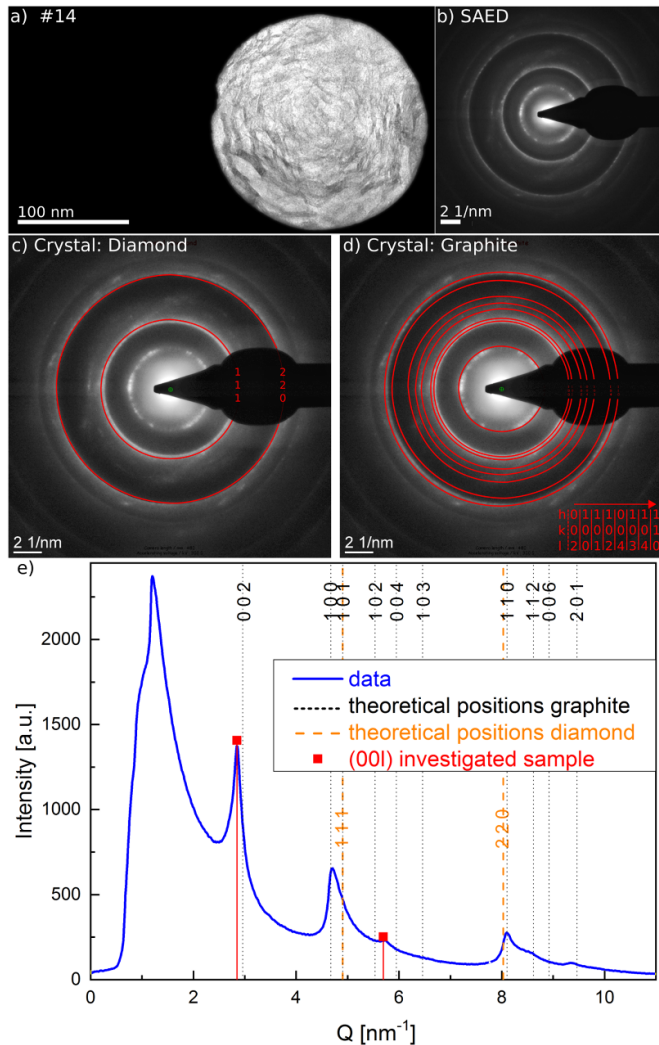 a) #14
100 nm
b) SAED
2 1/nm
c) Crystal: Diamond
1 2
1 2
1 0
2 1/nm
d) Crystal: Graphite
h 0 1 1 1 0 1 1 1
k 0 0 0 0 0 0 0 1
l 2 0 1 2 4 3 4 0
2 1/nm
e)
0 0 2
1 0 0
1 0 1
1 0 2
0 0 4
1 0 3
1 1 0
1 1 2
0 0 6
2 0 1
data
theoretical positions graphite
theoretical positions diamond
(00l) investigated sample
1 1 1
2 2 0
Intensity [a.u.]
2000
1500
1000
500
0
0 2 4 6 8 10
Q [nm⁻¹]